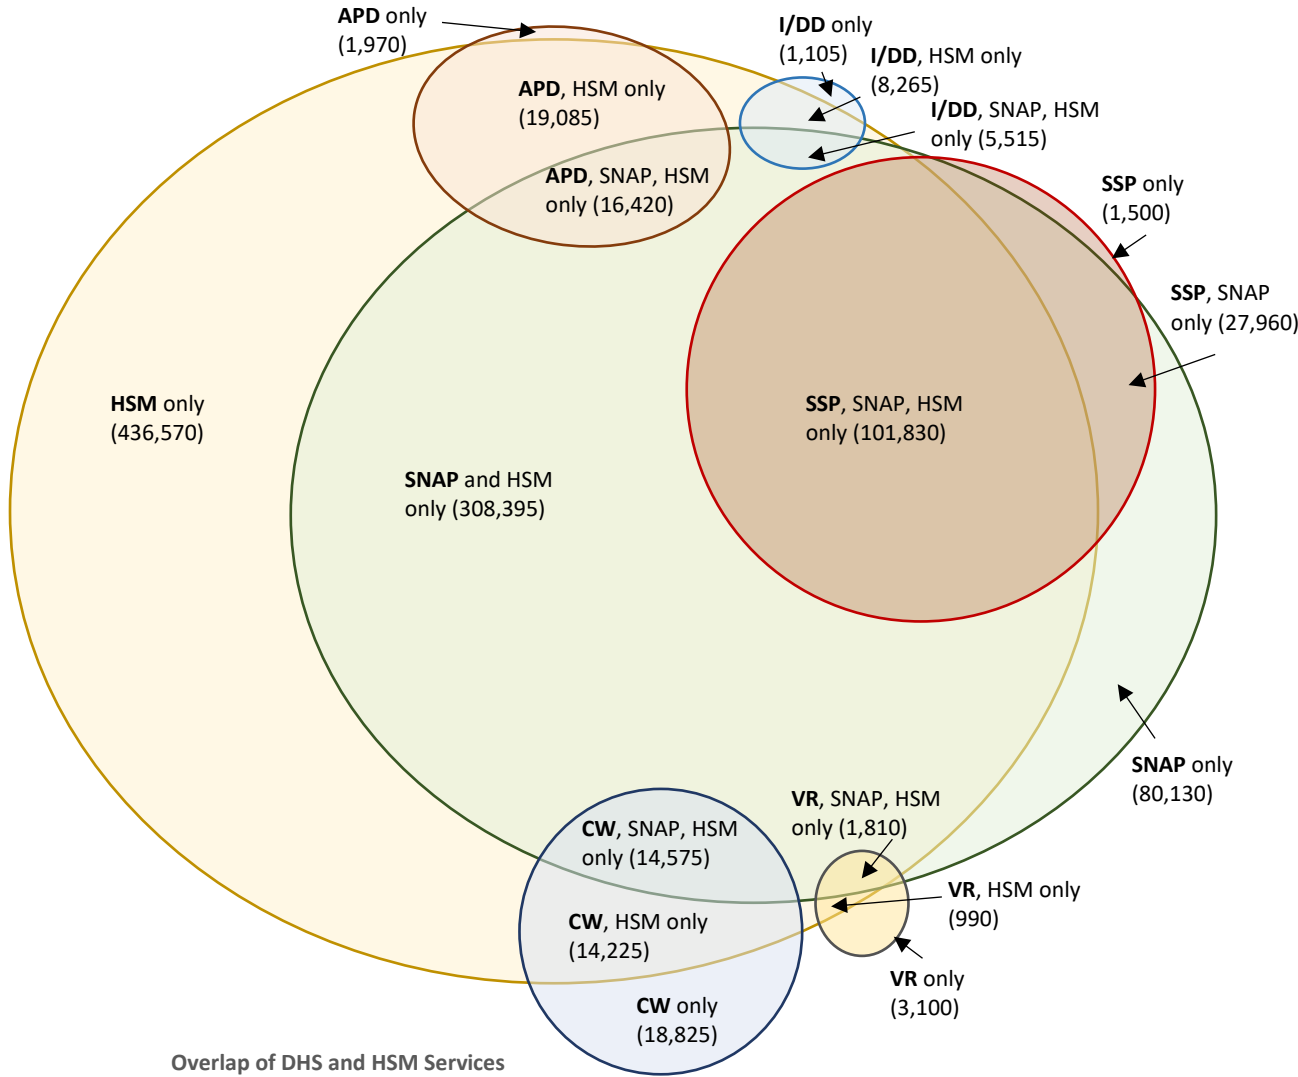 APD only
(1,970)
I/DD only
(1,105)
I/DD, HSM only
(8,265)
I/DD, SNAP, HSM
only (5,515)
APD, HSM only
(19,085)
APD, SNAP, HSM
only (16,420)
SSP only
(1,500)
SSP, SNAP
only (27,960)
HSM only
(436,570)
SSP, SNAP, HSM
only (101,830)
SNAP and HSM
only (308,395)
SNAP only
(80,130)
VR, SNAP, HSM
only (1,810)
CW, SNAP, HSM
only (14,575)
VR, HSM only
(990)
CW, HSM only
(14,225)
VR only
(3,100)
CW only
(18,825)
Overlap of DHS and HSM Services